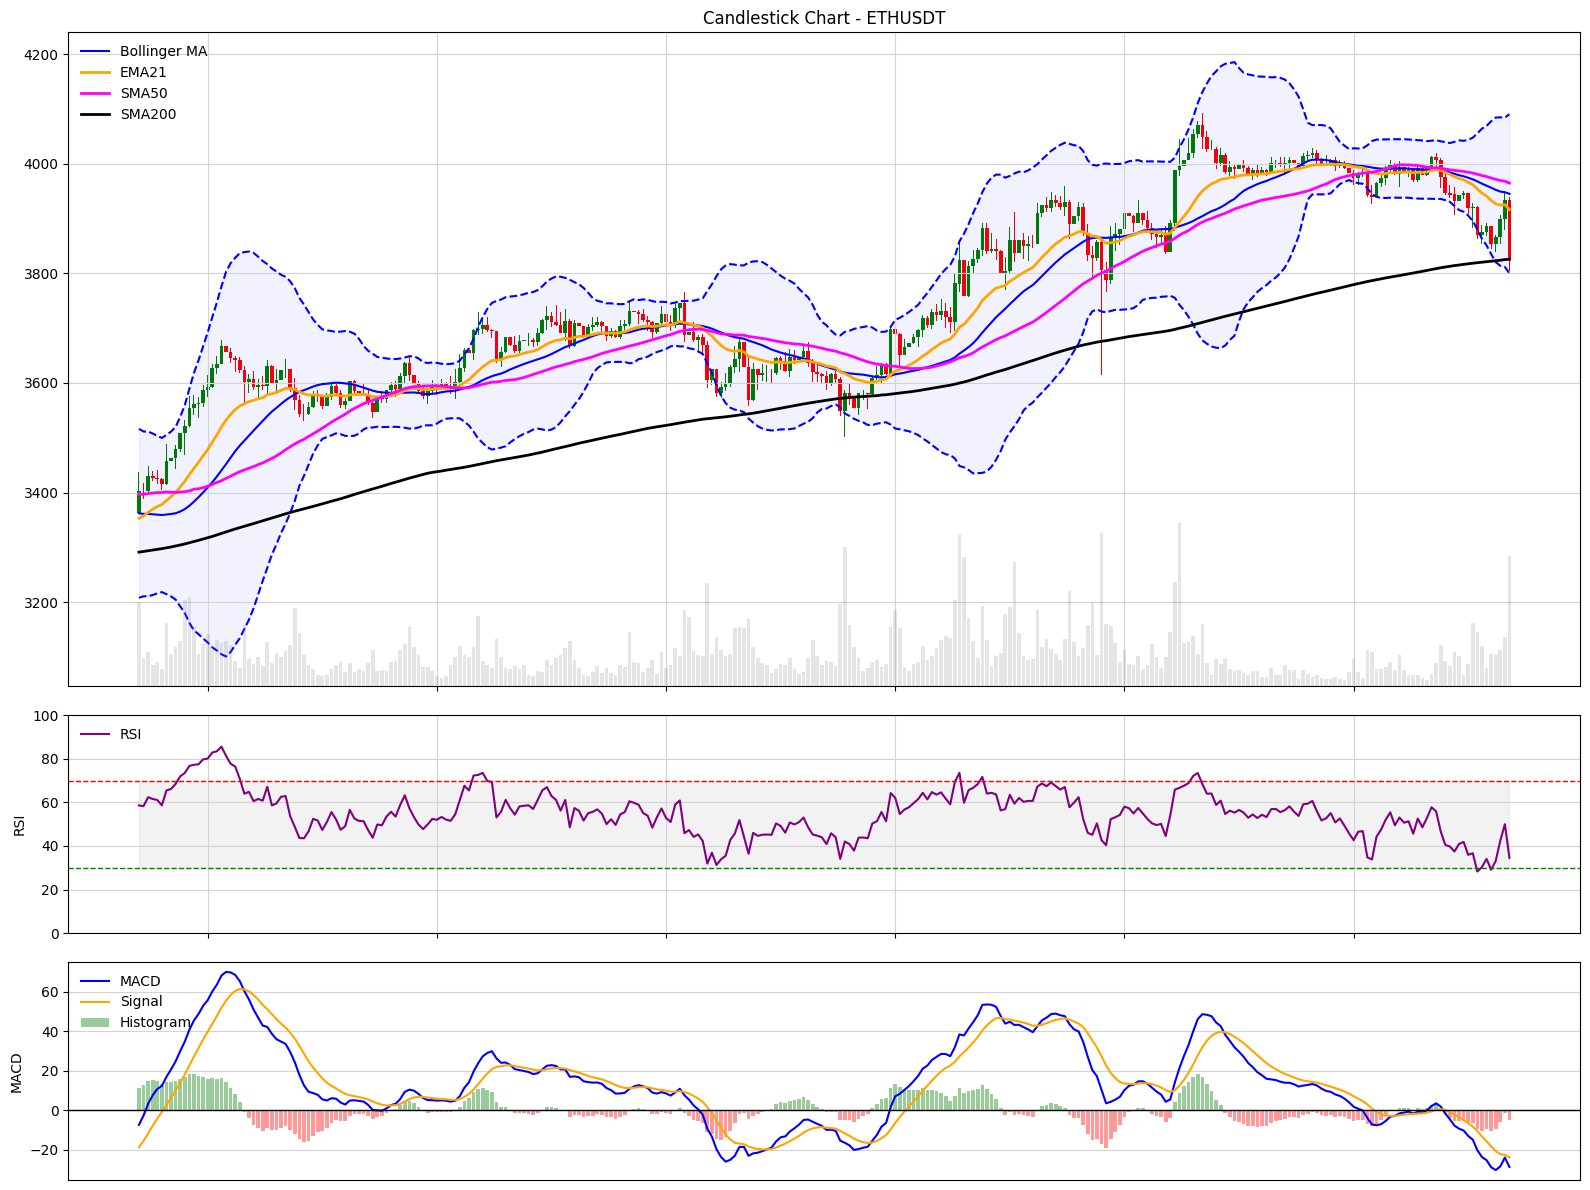 Candlestick Chart - ETHUSDT
4200
4000
3800
3600
3400
3200
Bollinger MA
EMA21
SMA50
SMA200
100
80
60
40
20
0
RSI
RSI
60
40
20
0
−20
MACD
MACD
Signal
Histogram